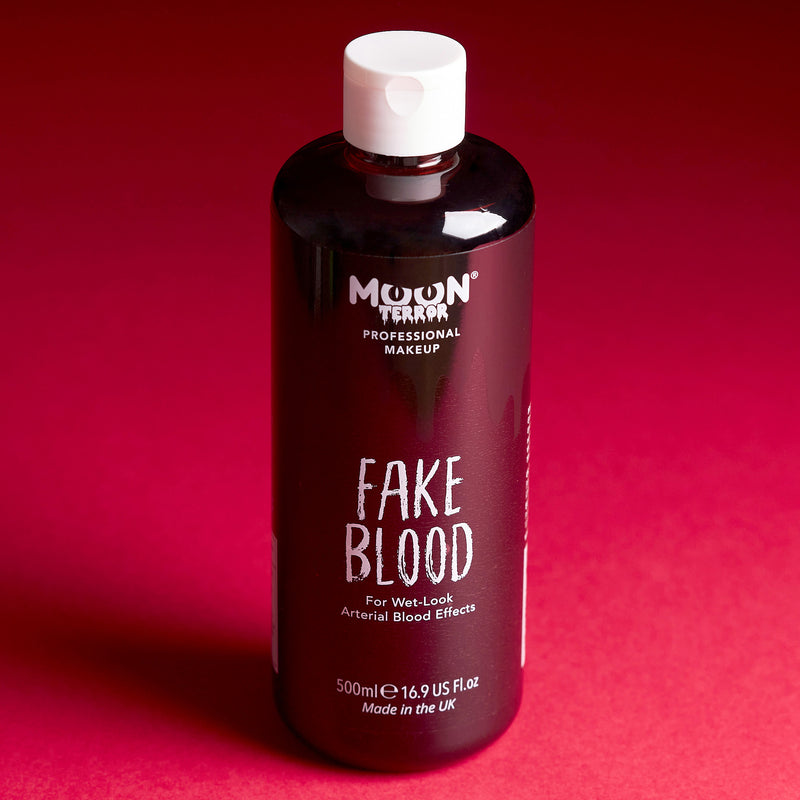 MOON®
TERROR
PROFESSIONAL
MAKEUP
FAKE
BLOOD
For Wet-Look
Arterial Blood Effects
500ml ℮ 16.9 US Fl.oz
Made in the UK